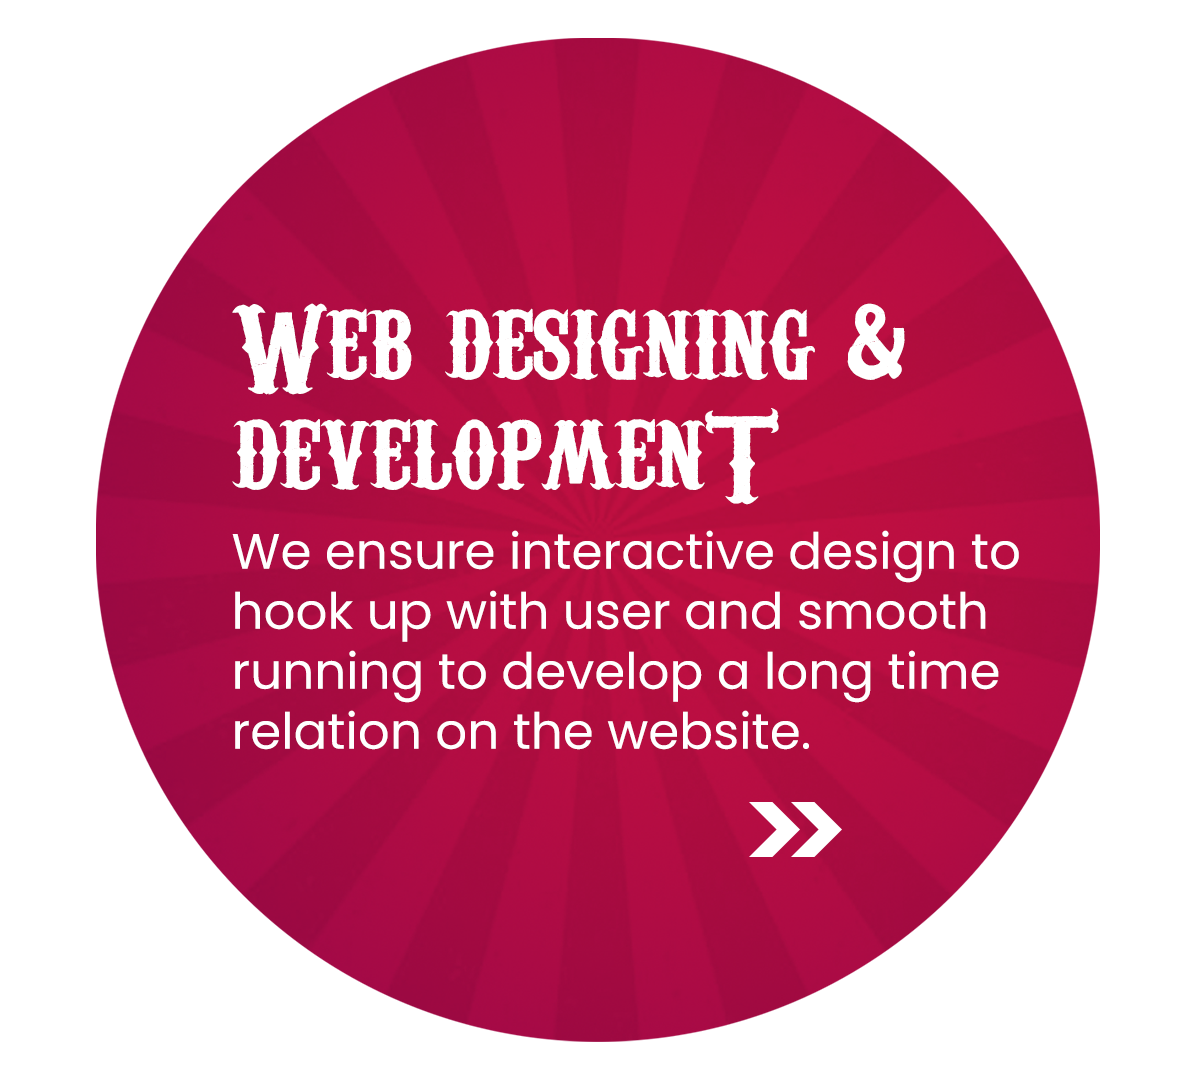 Web designing &
developmenT
We ensure interactive design to
hook up with user and smooth
running to develop a long time
relation on the website.